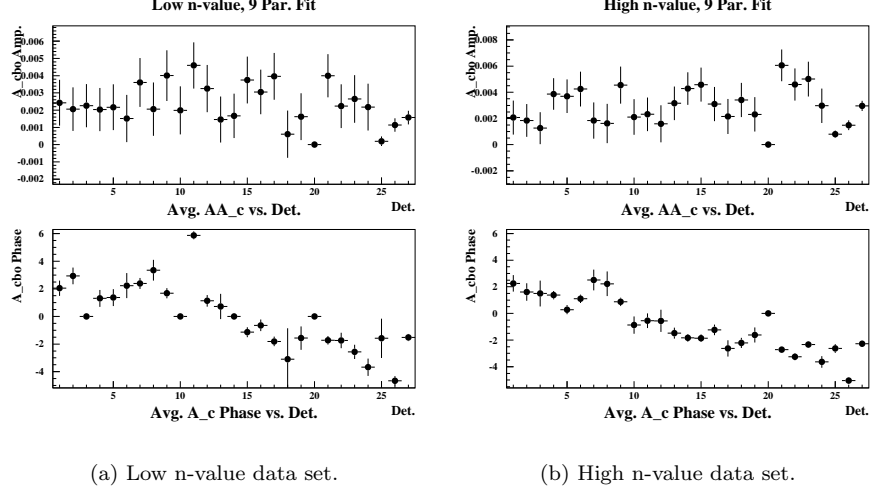 Low n-value, 9 Par. Fit
A_cbo Amp.
0.006
0.005
0.004
0.003
0.002
0.001
0
-0.001
-0.002
5
10
15
20
25
Avg. AA_c vs. Det.
Det.
A_cbo Phase
6
4
2
0
-2
-4
5
10
15
20
25
Avg. A_c Phase vs. Det.
Det.
(a) Low n-value data set.
High n-value, 9 Par. Fit
A_cbo Amp.
0.008
0.006
0.004
0.002
0
-0.002
5
10
15
20
25
Avg. AA_c vs. Det.
Det.
A_cbo Phase
6
4
2
0
-2
-4
5
10
15
20
25
Avg. A_c Phase vs. Det.
Det.
(b) High n-value data set.